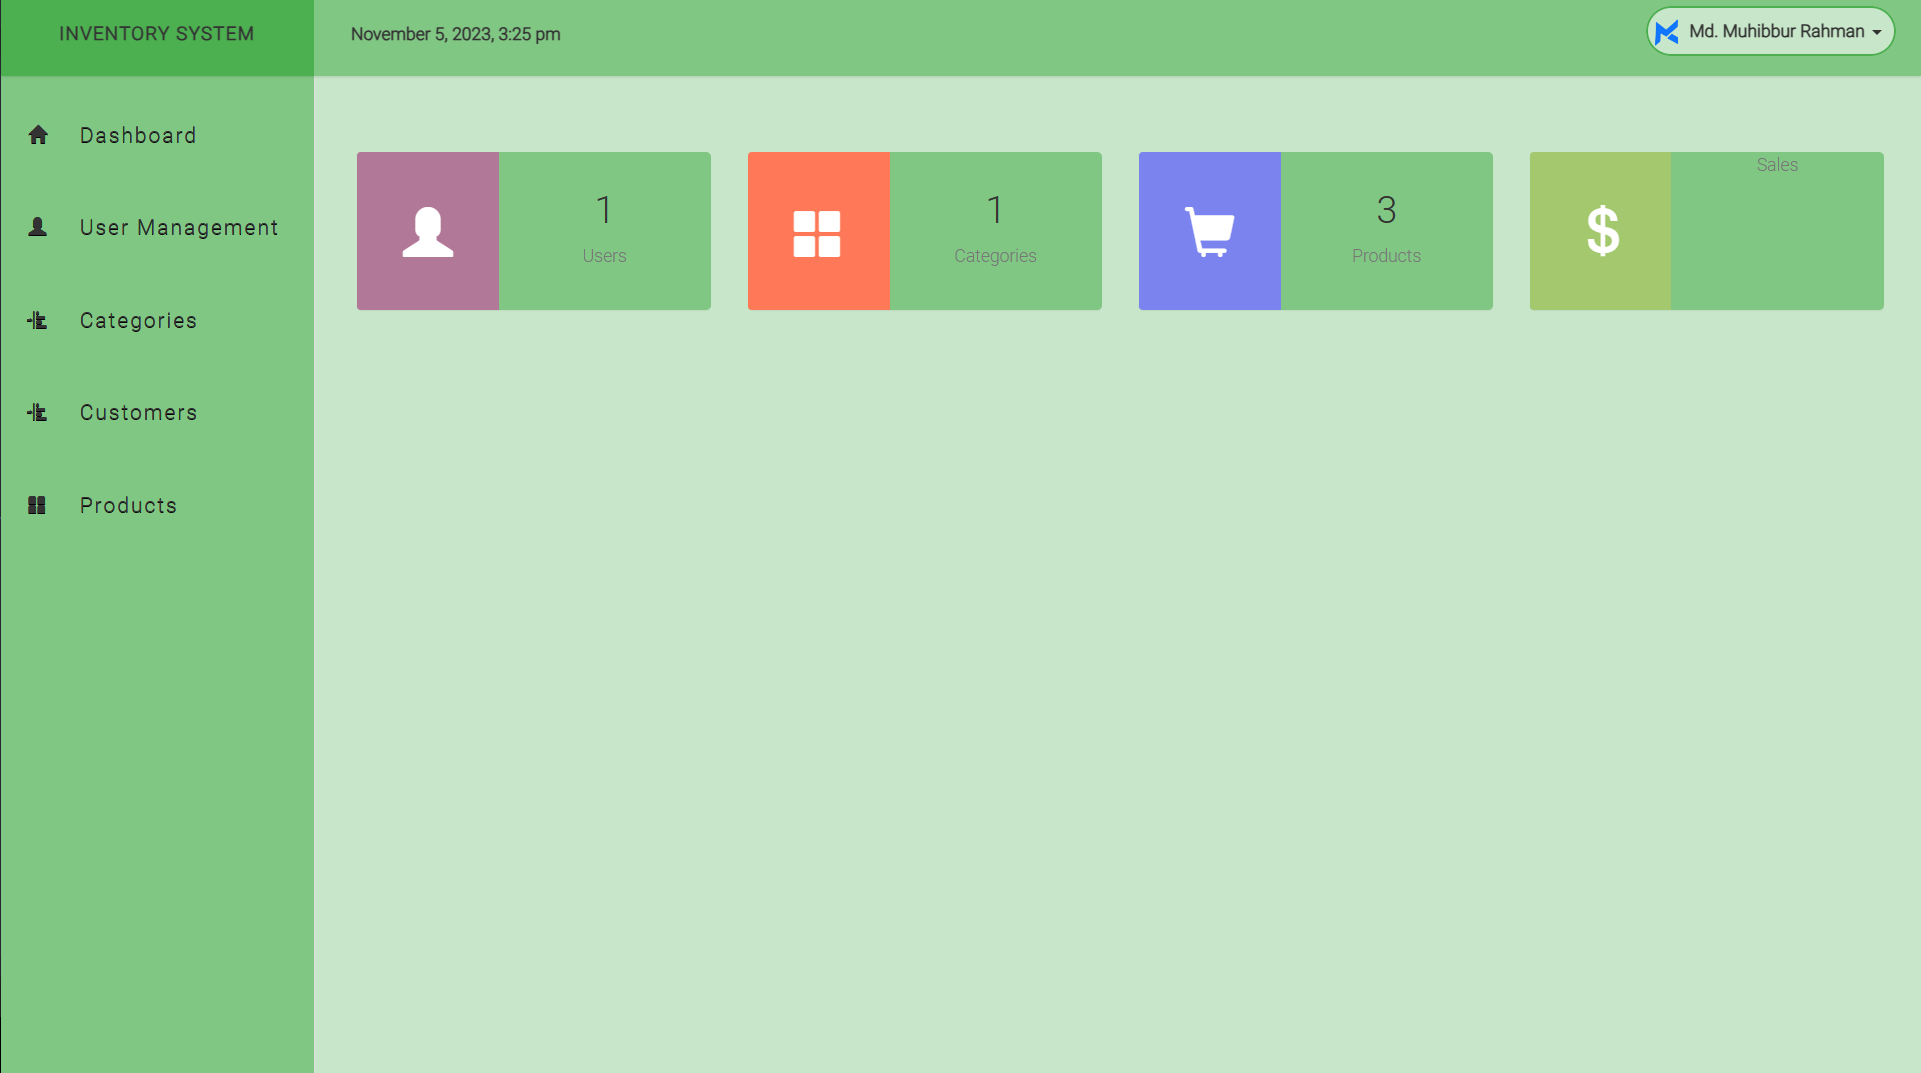 INVENTORY SYSTEM
November 5, 2023, 3:25 pm
Md. Muhibbur Rahman
Dashboard
User Management
Categories
Customers
Products
1
Users
1
Categories
3
Products
$
Sales